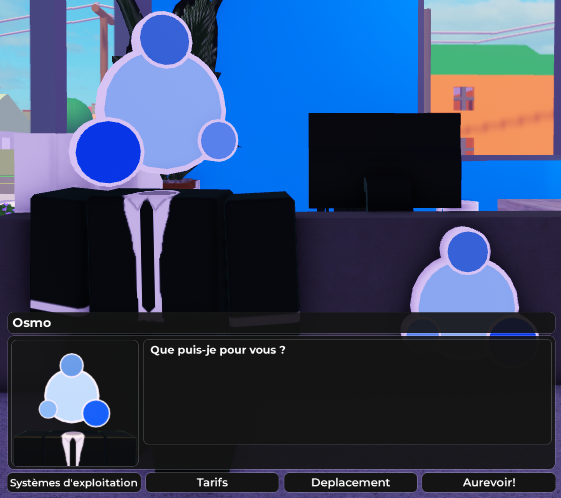 Osmo
Que puis-je pour vous ?
Systèmes d'exploitation
Tarifs
Deplacement
Aurevoir!